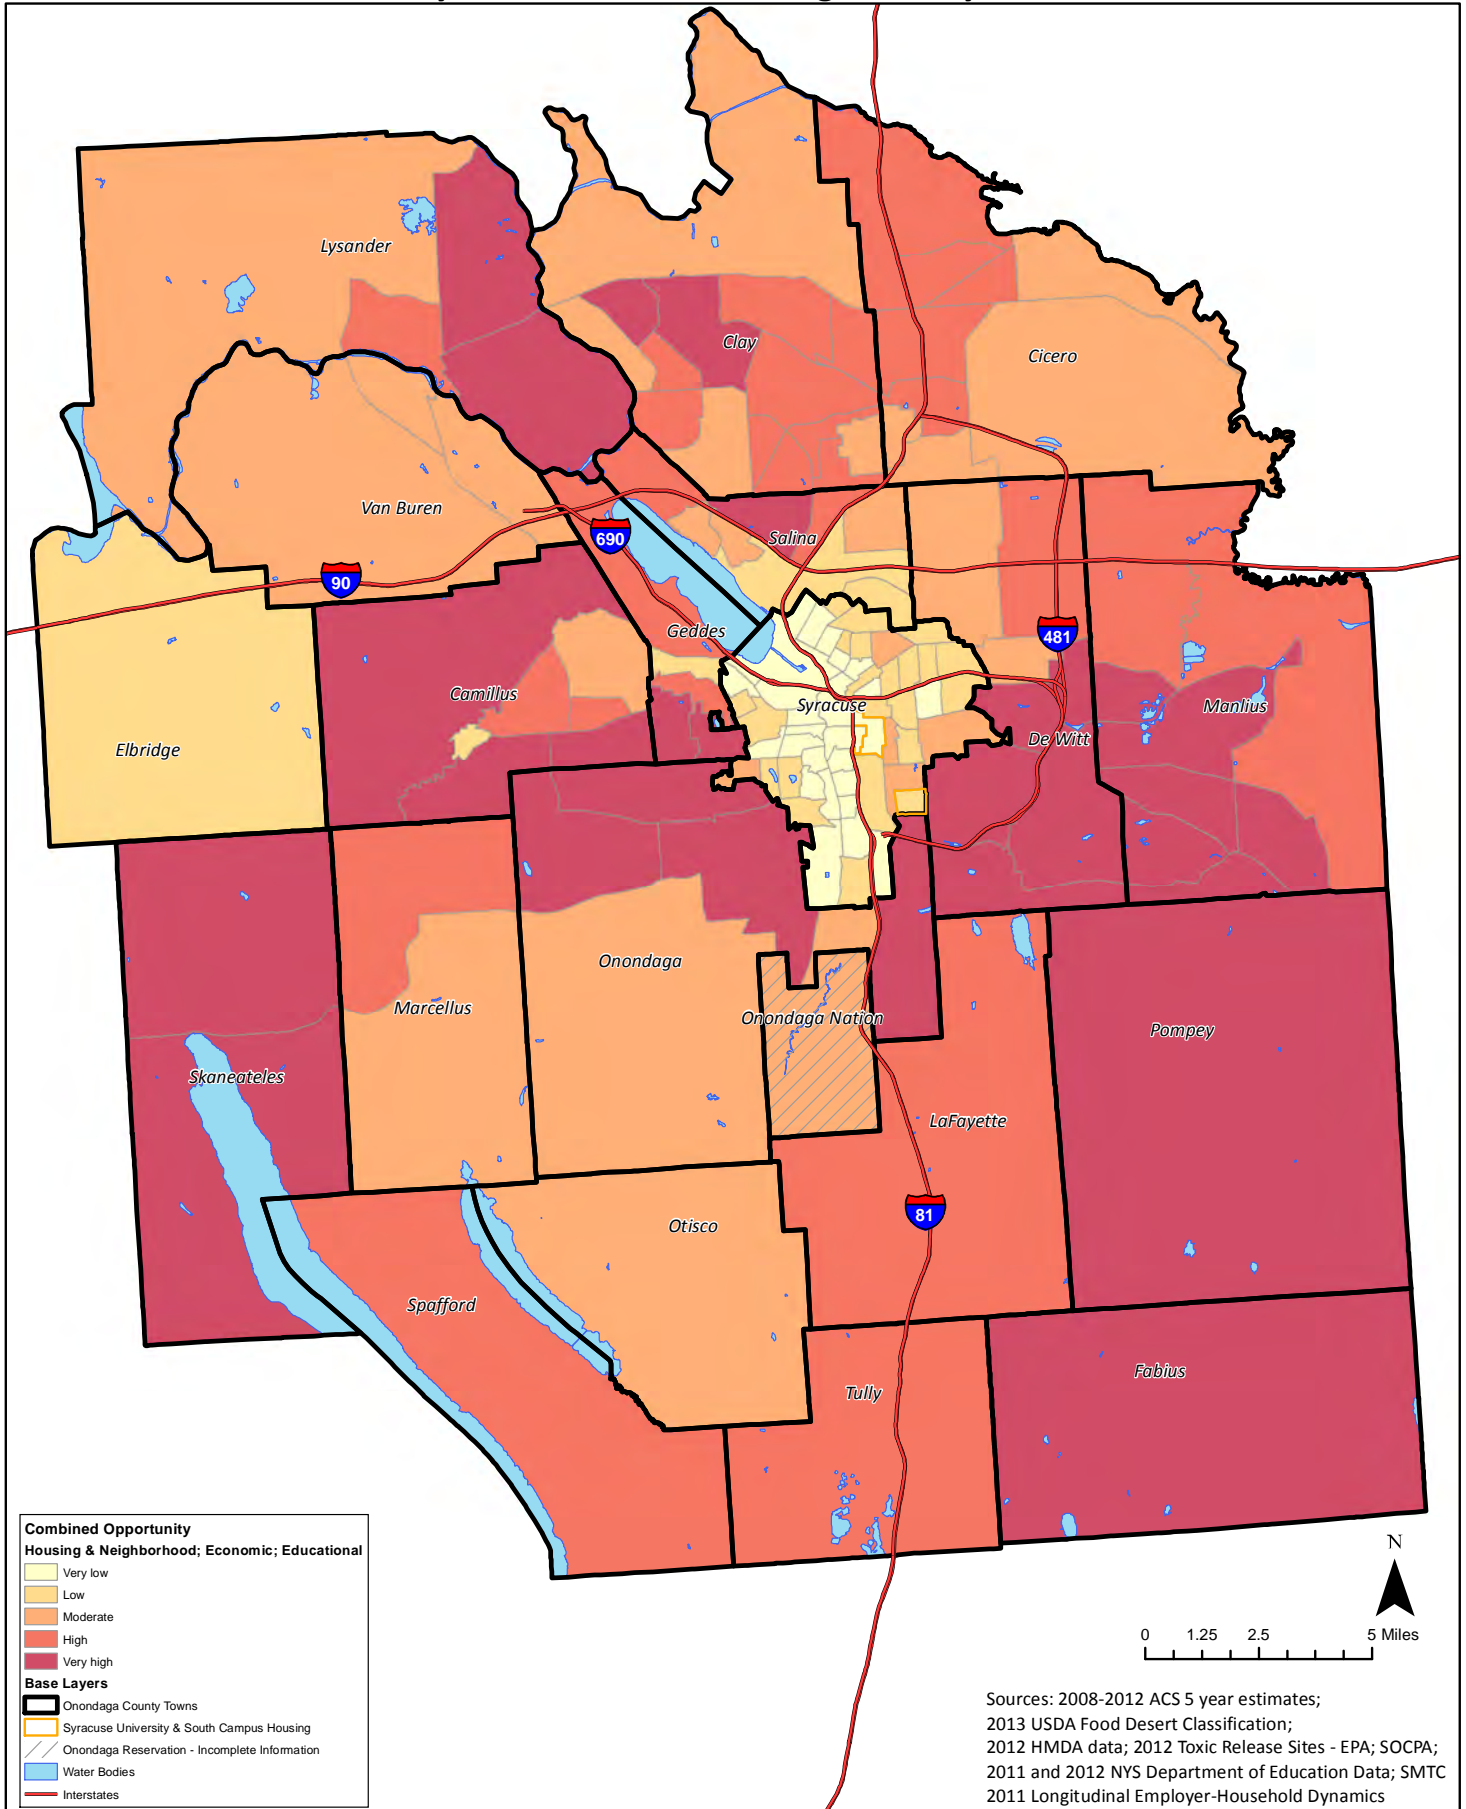 Lysander
Clay
Cicero
Van Buren
Salina
690
90
481
Geddes
Camillus
Syracuse
Manlius
De Witt
Elbridge
Onondaga
Marcellus
Onondaga Nation
Pompey
Skaneateles
LaFayette
81
Otisco
Spafford
Fabius
Tully
Combined Opportunity
Housing & Neighborhood; Economic; Educational
Very low
Low
Moderate
High
Very high
Base Layers
Onondaga County Towns
Syracuse University & South Campus Housing
Onondaga Reservation - Incomplete Information
Water Bodies
Interstates
N
0 1.25 2.5 5 Miles
Sources: 2008-2012 ACS 5 year estimates;
2013 USDA Food Desert Classification;
2012 HMDA data; 2012 Toxic Release Sites - EPA; SOCPA;
2011 and 2012 NYS Department of Education Data; SMTC
2011 Longitudinal Employer-Household Dynamics